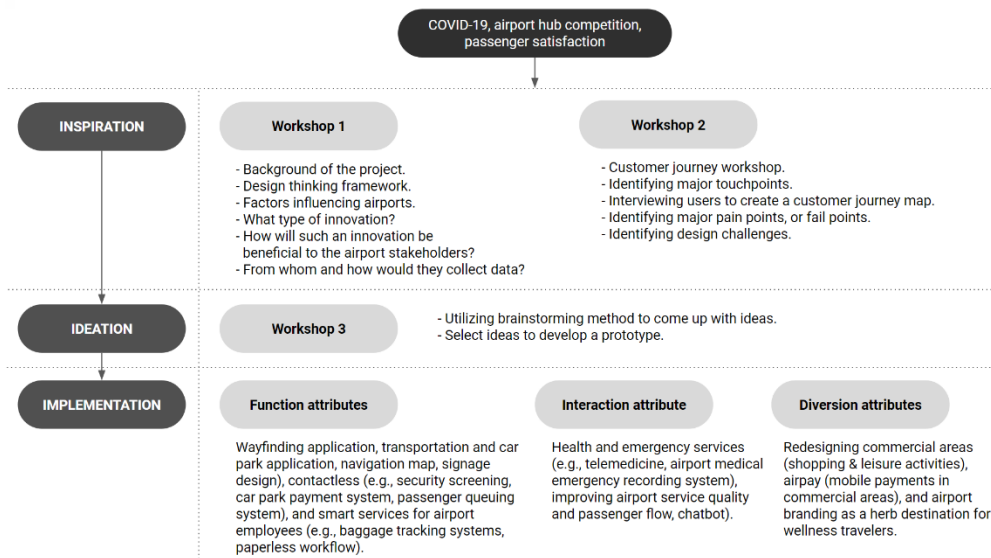 COVID-19, airport hub competition,
passenger satisfaction
INSPIRATION
Workshop 1
- Background of the project.
- Design thinking framework.
- Factors influencing airports.
- What type of innovation?
- How will such an innovation be
beneficial to the airport stakeholders?
- From whom and how would they collect data?
Workshop 2
- Customer journey workshop.
- Identifying major touchpoints.
- Interviewing users to create a customer journey map.
- Identifying major pain points, or fail points.
- Identifying design challenges.
IDEATION
Workshop 3
- Utilizing brainstorming method to come up with ideas.
- Select ideas to develop a prototype.
IMPLEMENTATION
Function attributes
Wayfinding application, transportation and car
park application, navigation map, signage
design), contactless (e.g., security screening,
car park payment system, passenger queuing
system), and smart services for airport
employees (e.g., baggage tracking systems,
paperless workflow).
Interaction attribute
Health and emergency services
(e.g., telemedicine, airport medical
emergency recording system),
improving airport service quality
and passenger flow, chatbot).
Diversion attributes
Redesigning commercial areas
(shopping & leisure activities),
airpay (mobile payments in
commercial areas), and airport
branding as a herb destination for
wellness travelers.